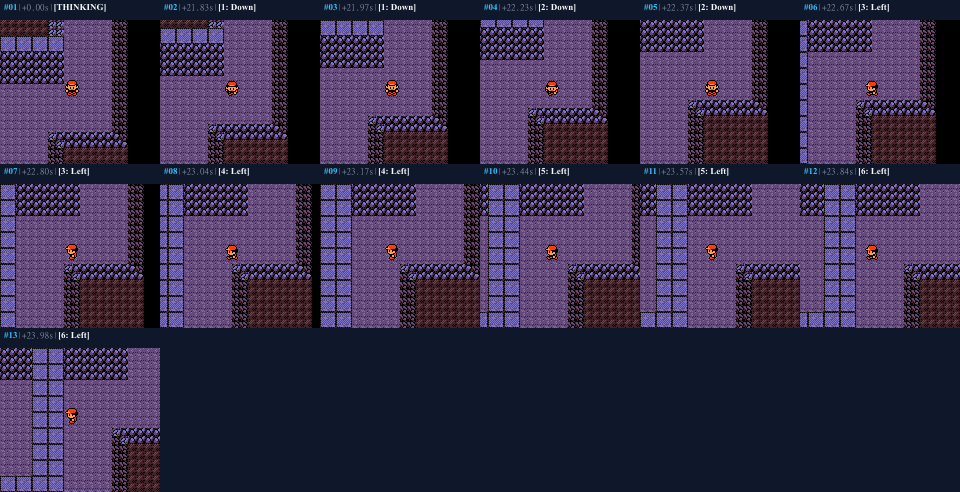 #01 | +0.00s | [THINKING]
#02 | +21.83s | [1: Down]
#03 | +21.97s | [1: Down]
#04 | +22.23s | [2: Down]
#05 | +22.37s | [2: Down]
#06 | +22.67s | [3: Left]
#07 | +22.80s | [3: Left]
#08 | +23.04s | [4: Left]
#09 | +23.17s | [4: Left]
#10 | +23.44s | [5: Left]
#11 | +23.57s | [5: Left]
#12 | +23.84s | [6: Left]
#13 | +23.98s | [6: Left]